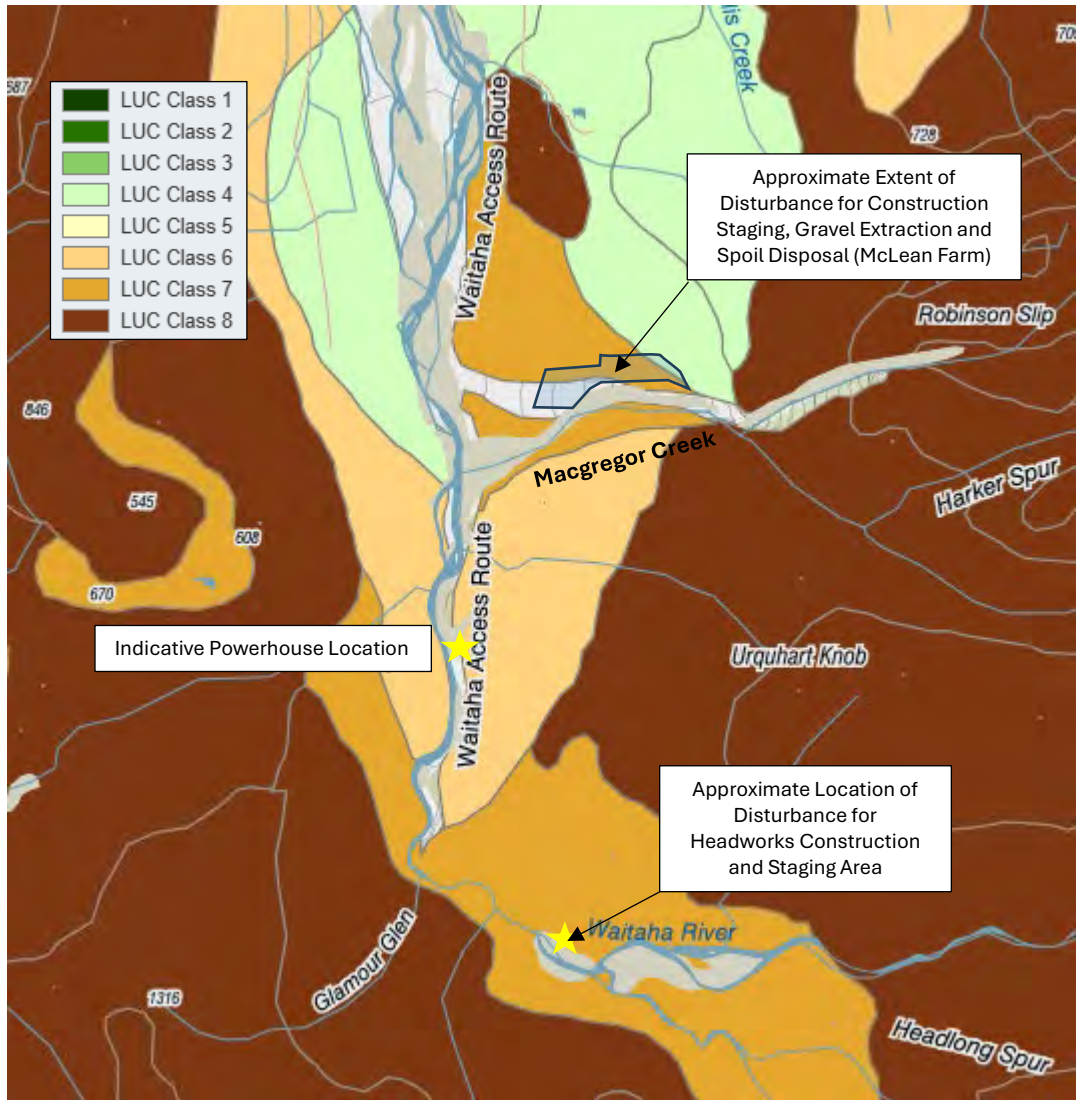 is Creek
709
687
LUC Class 1
LUC Class 2
LUC Class 3
LUC Class 4
LUC Class 5
LUC Class 6
LUC Class 7
LUC Class 8
Waitaha Access Route
728
Approximate Extent of
Disturbance for Construction
Staging, Gravel Extraction and
Spoil Disposal (McLean Farm)
Robinson Slip
846
Macgregor Creek
Harker Spur
545
608
670
Waitaha Access Route
Indicative Powerhouse Location
Urquhart Knob
Approximate Location of
Disturbance for
Headworks Construction
and Staging Area
Waitaha River
Glamour Glen
1316
Headlong Spur